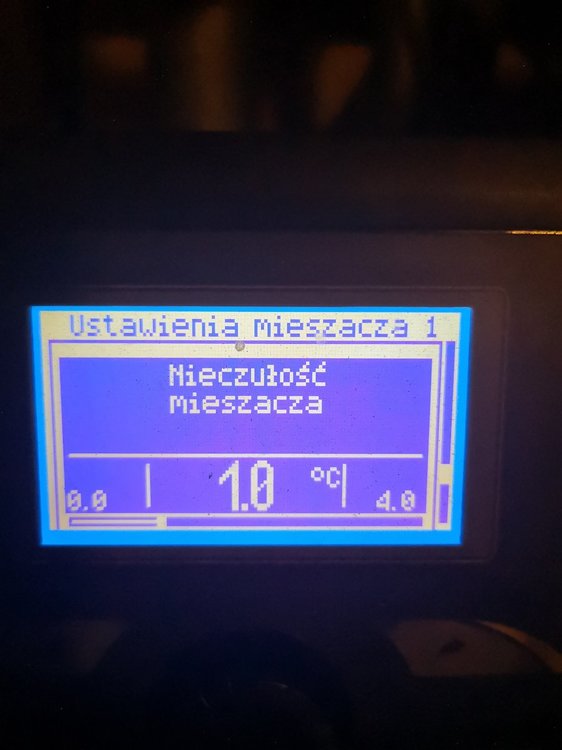 Ustawienia mieszacza 1
Nieczułość
mieszacza
0.0 1.0 °C 4.0